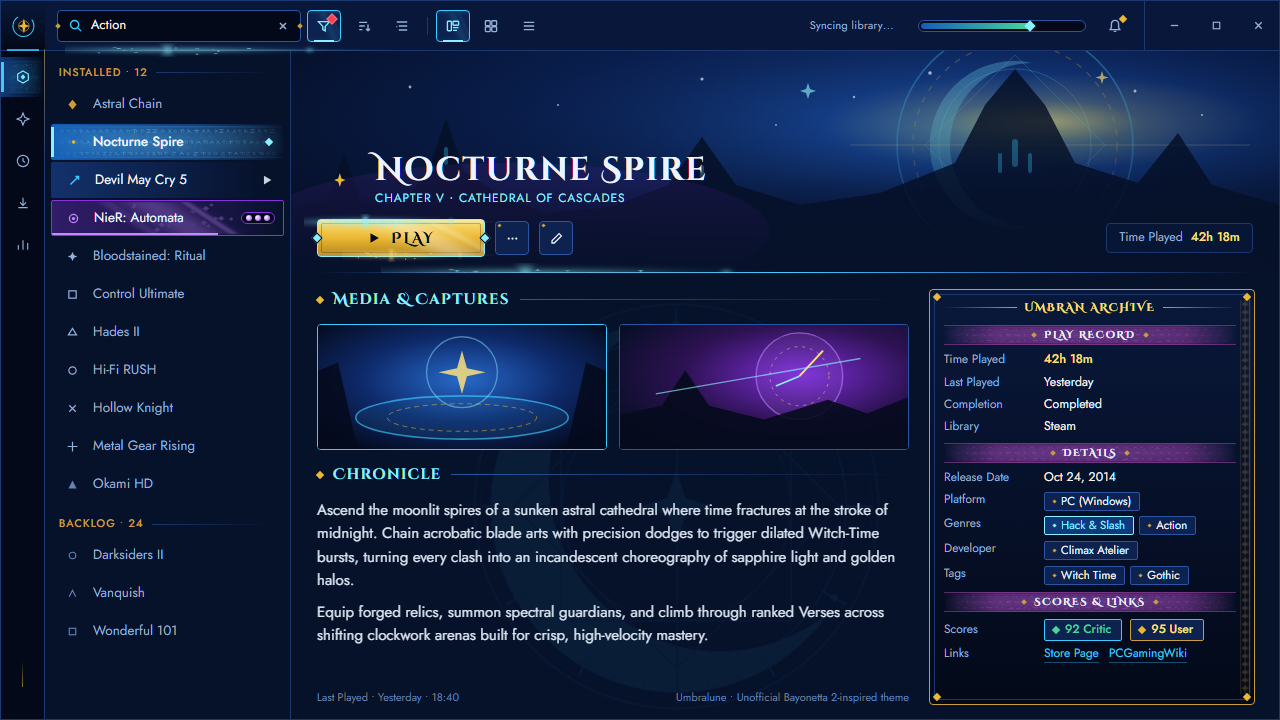 Action
Syncing library...
INSTALLED · 12
Astral Chain
Nocturne Spire
Devil May Cry 5
NieR: Automata
Bloodstained: Ritual
Control Ultimate
Hades II
Hi-Fi RUSH
Hollow Knight
Metal Gear Rising
Okami HD
BACKLOG · 24
Darksiders II
Vanquish
Wonderful 101
NOCTURNE SPIRE
CHAPTER V · CATHEDRAL OF CASCADES
PLAY
Time Played 42h 18m
MEDIA & CAPTURES
CHRONICLE
Ascend the moonlit spires of a sunken astral cathedral where time fractures at the stroke of
midnight. Chain acrobatic blade arts with precision dodges to trigger dilated Witch-Time
bursts, turning every clash into an incandescent choreography of sapphire light and golden
halos.
Equip forged relics, summon spectral guardians, and climb through ranked Verses across
shifting clockwork arenas built for crisp, high-velocity mastery.
Last Played · Yesterday · 18:40
Umbralune · Unofficial Bayonetta 2-inspired theme
UMBRAN ARCHIVE
PLAY RECORD
Time Played 42h 18m
Last Played Yesterday
Completion Completed
Library Steam
DETAILS
Release Date Oct 24, 2014
Platform PC (Windows)
Genres Hack & Slash Action
Developer Climax Atelier
Tags Witch Time Gothic
SCORES & LINKS
Scores 92 Critic 95 User
Links Store Page PCGamingWiki